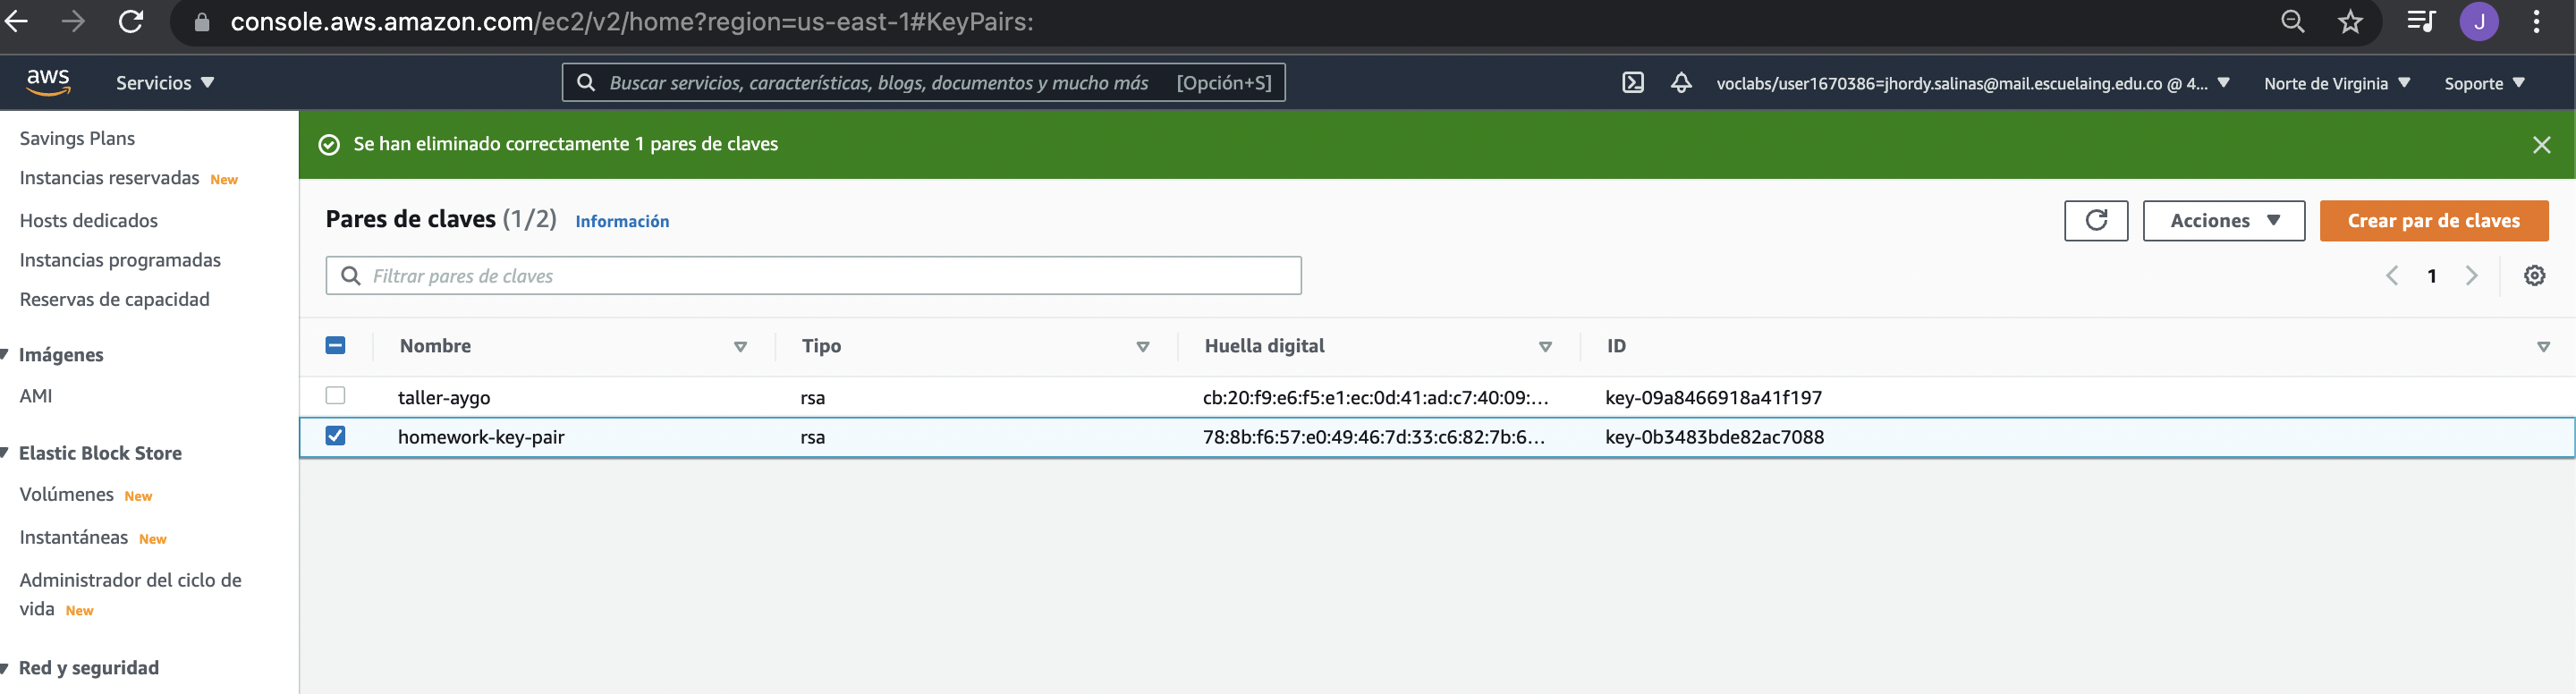 console.aws.amazon.com/ec2/v2/home?region=us-east-1#KeyPairs:
J
aws
Servicios
Buscar servicios, características, blogs, documentos y mucho más [Opción+S]
voclabs/user1670386=jhordy.salinas@mail.escuelaing.edu.co @ 4...
Norte de Virginia
Soporte
Savings Plans
Instancias reservadas New
Hosts dedicados
Instancias programadas
Reservas de capacidad
Imágenes
AMI
Elastic Block Store
Volúmenes New
Instantáneas New
Administrador del ciclo de
vida New
Red y seguridad
Se han eliminado correctamente 1 pares de claves
Pares de claves (1/2) Información
Acciones
Crear par de claves
Filtrar pares de claves
1
Nombre Tipo Huella digital ID
taller-aygo rsa cb:20:f9:e6:f5:e1:ec:0d:41:ad:c7:40:09:... key-09a8466918a41f197
homework-key-pair rsa 78:8b:f6:57:e0:49:46:7d:33:c6:82:7b:6... key-0b3483bde82ac7088